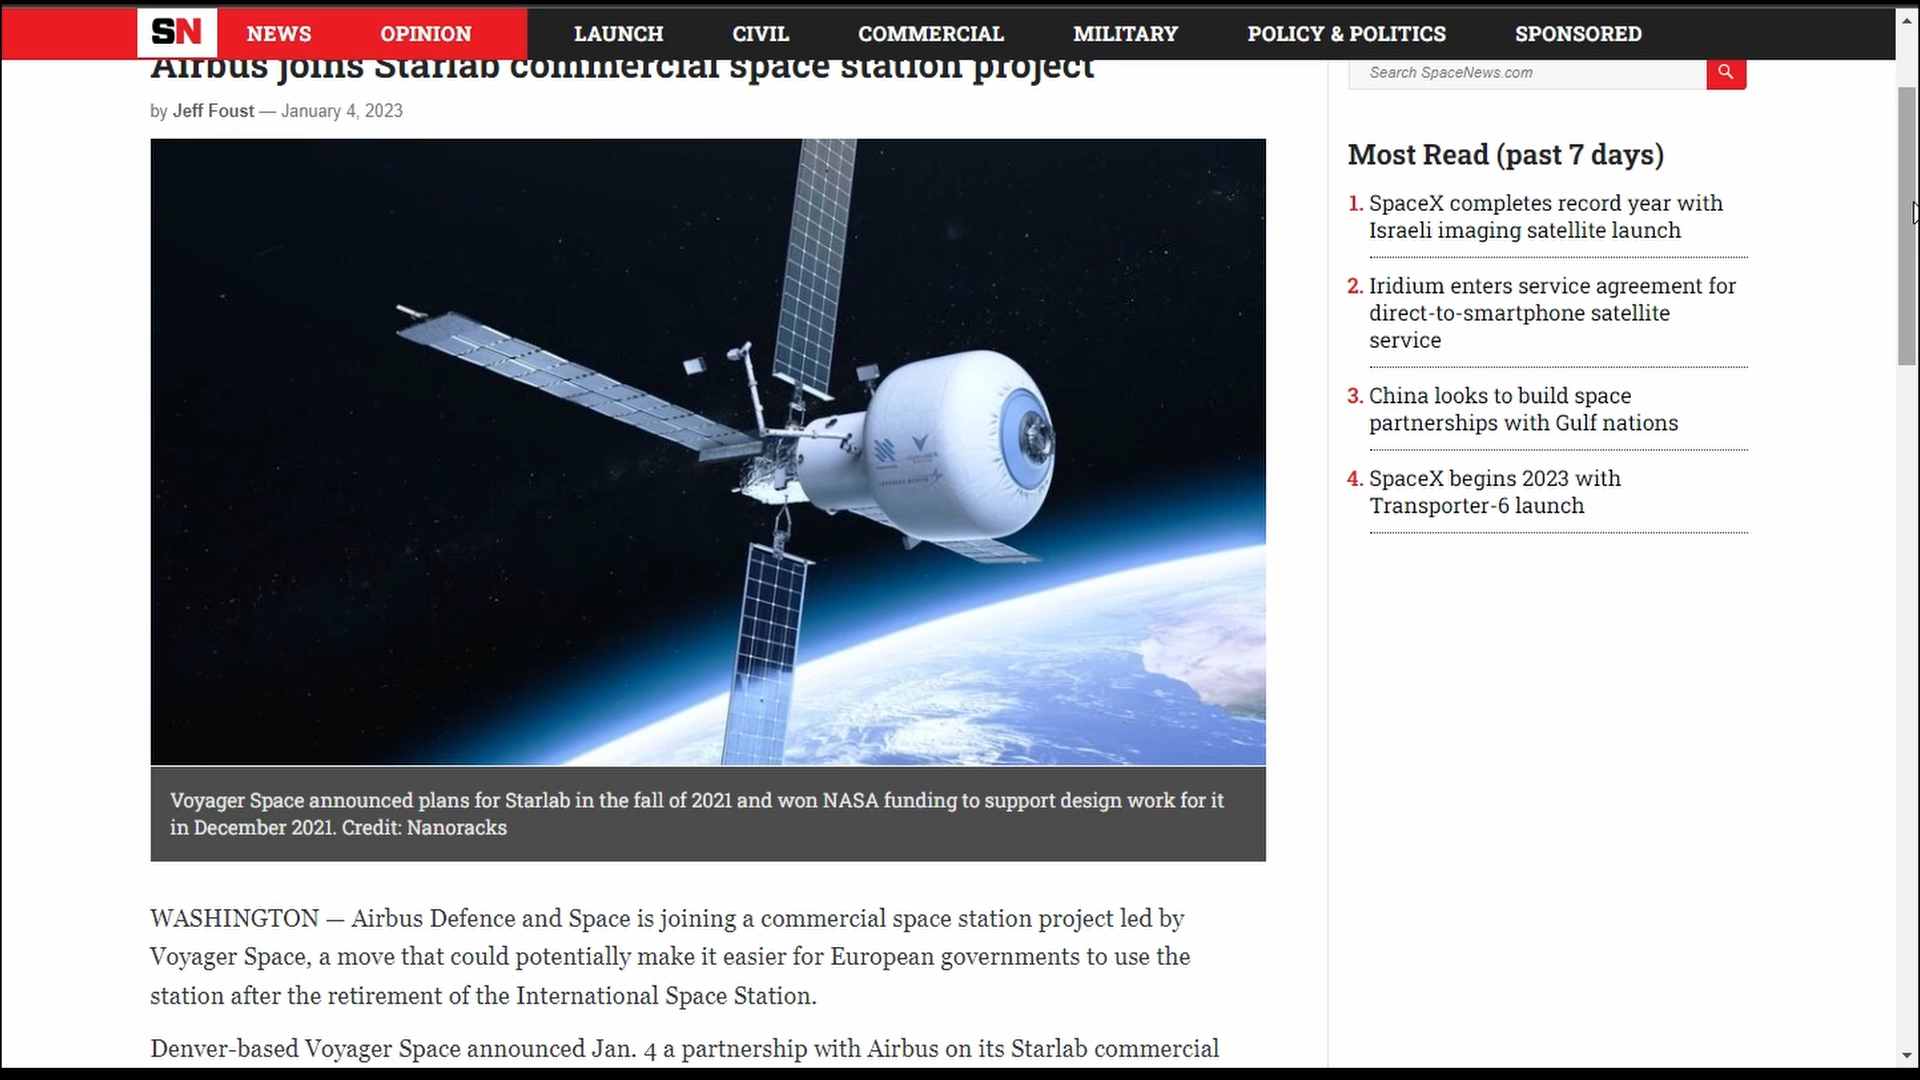 SN NEWS OPINION LAUNCH CIVIL COMMERCIAL MILITARY POLICY & POLITICS SPONSORED
Airbus joins Starlab commercial space station project
by Jeff Foust — January 4, 2023
Voyager Space announced plans for Starlab in the fall of 2021 and won NASA funding to support design work for it
in December 2021. Credit: Nanoracks
WASHINGTON — Airbus Defence and Space is joining a commercial space station project led by
Voyager Space, a move that could potentially make it easier for European governments to use the
station after the retirement of the International Space Station.
Denver-based Voyager Space announced Jan. 4 a partnership with Airbus on its Starlab commercial
Search SpaceNews.com
Most Read (past 7 days)
1. SpaceX completes record year with
Israeli imaging satellite launch
2. Iridium enters service agreement for
direct-to-smartphone satellite
service
3. China looks to build space
partnerships with Gulf nations
4. SpaceX begins 2023 with
Transporter-6 launch